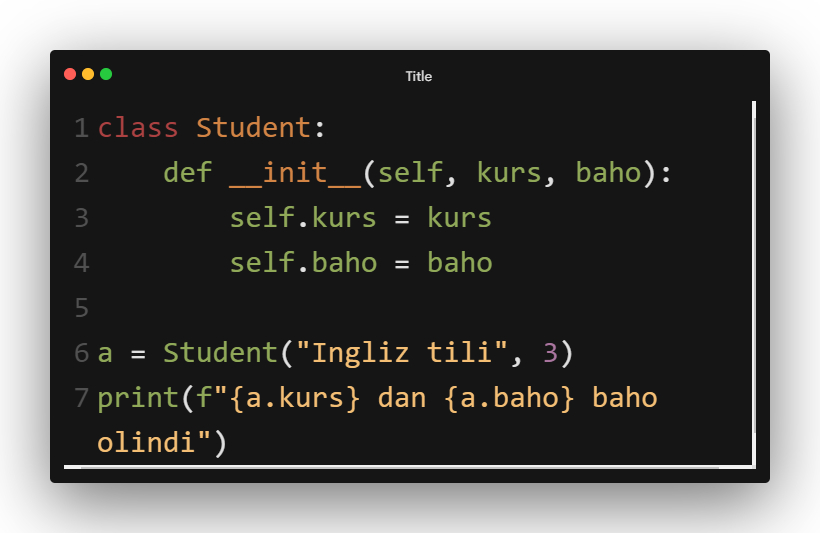 Title
1 class Student:
2     def __init__(self, kurs, baho):
3         self.kurs = kurs
4         self.baho = baho
5
6 a = Student("Ingliz tili", 3)
7 print(f"{a.kurs} dan {a.baho} baho
olindi")